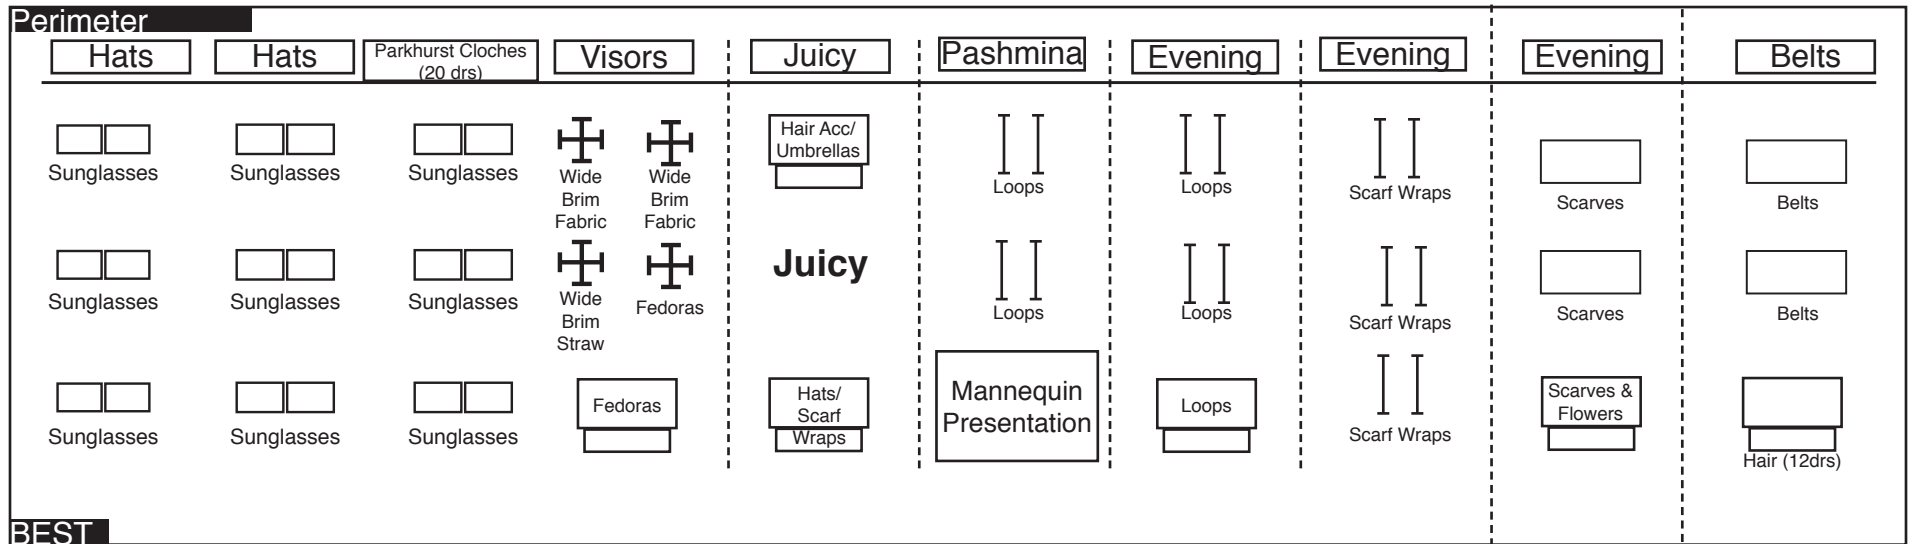 Perimeter
Hats
Hats
Parkhurst Cloches
(20 drs)
Visors
Juicy
Pashmina
Evening
Evening
Evening
Belts
Sunglasses
Sunglasses
Sunglasses
Wide
Brim
Fabric
Wide
Brim
Fabric
Hair Acc/
Umbrellas
Loops
Loops
Scarf Wraps
Scarves
Belts
Sunglasses
Sunglasses
Sunglasses
Wide
Brim
Straw
Fedoras
Juicy
Loops
Loops
Scarf Wraps
Scarves
Belts
Sunglasses
Sunglasses
Sunglasses
Fedoras
Hats/
Scarf
Wraps
Mannequin
Presentation
Loops
Scarf Wraps
Scarves &
Flowers
Hair (12drs)
BEST